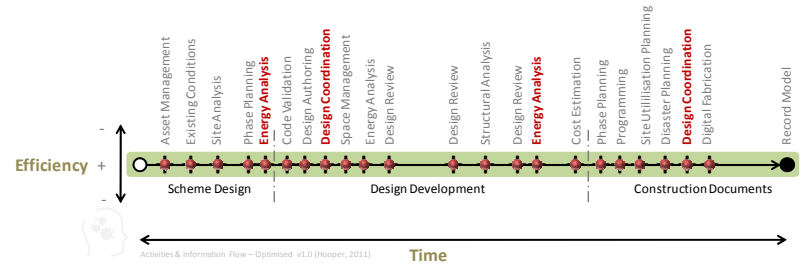 Asset Management
Existing Conditions
Site Analysis
Phase Planning
Energy Analysis
Code Validation
Design Authoring
Design Coordination
Space Management
Energy Analysis
Design Review
Design Review
Structural Analysis
Design Review
Energy Analysis
Cost Estimation
Phase Planning
Programming
Site Utililisation Planning
Disaster Planning
Design Coordination
Digital Fabrication
Record Model
-
Efficiency +
-
Scheme Design
Design Development
Construction Documents
Activities & Information Flow – Optimised v1.0 (Hooper, 2011)
Time